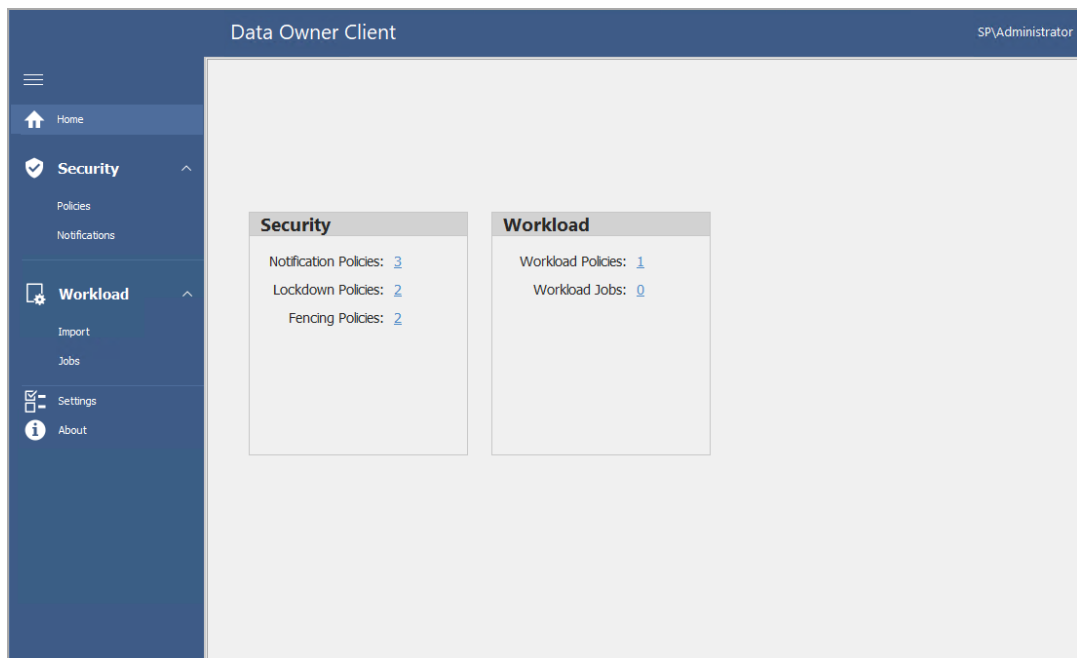 Data Owner Client
SP\Administrator
Home
Security
Policies
Notifications
Workload
Import
Jobs
Settings
About
Security
Notification Policies: 3
Lockdown Policies: 2
Fencing Policies: 2
Workload
Workload Policies: 1
Workload Jobs: 0